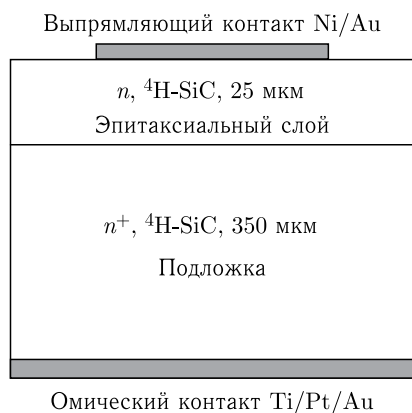 Выпрямляющий контакт Ni/Au
n, ⁴H-SiC, 25 мкм
Эпитаксиальный слой
n⁺, ⁴H-SiC, 350 мкм
Подложка
Омический контакт Ti/Pt/Au